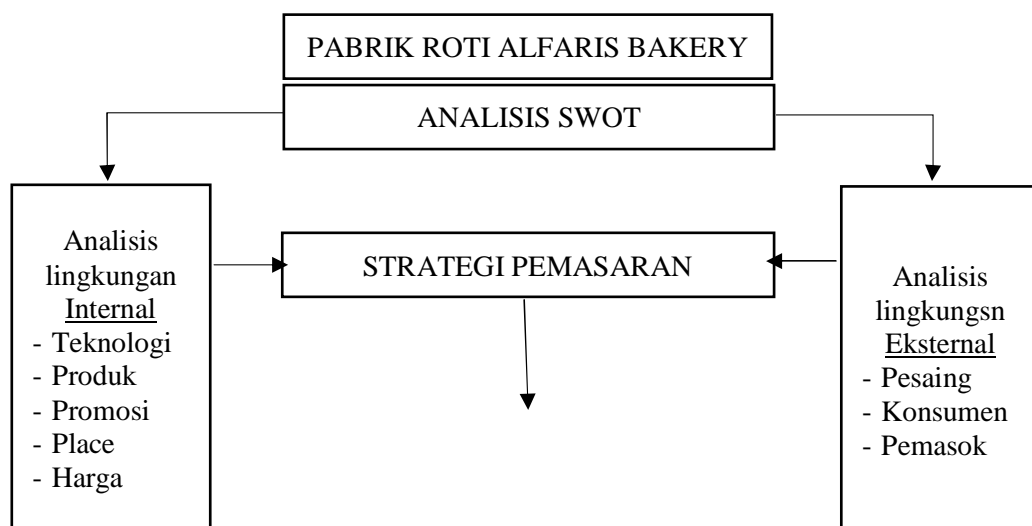 PABRIK ROTI ALFARIS BAKERY
ANALISIS SWOT
Analisis
lingkungan
Internal
- Teknologi
- Produk
- Promosi
- Place
- Harga
STRATEGI PEMASARAN
Analisis
lingkungsn
Eksternal
- Pesaing
- Konsumen
- Pemasok